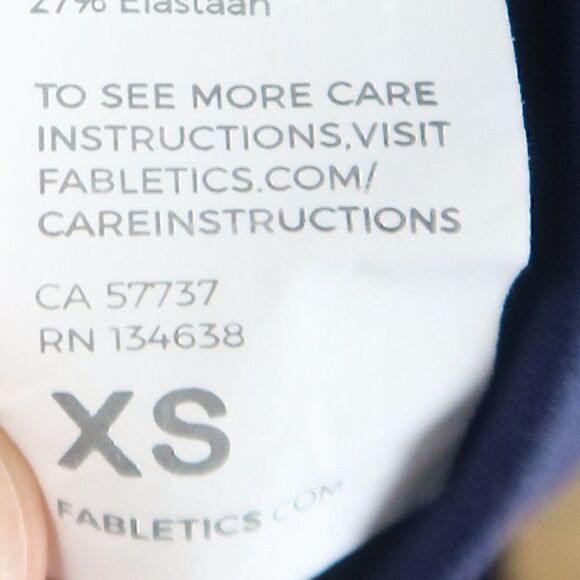 27% Elastaan
TO SEE MORE CARE
INSTRUCTIONS,VISIT
FABLETICS.COM/
CAREINSTRUCTIONS
CA 57737
RN 134638
XS
FABLETICS.COM